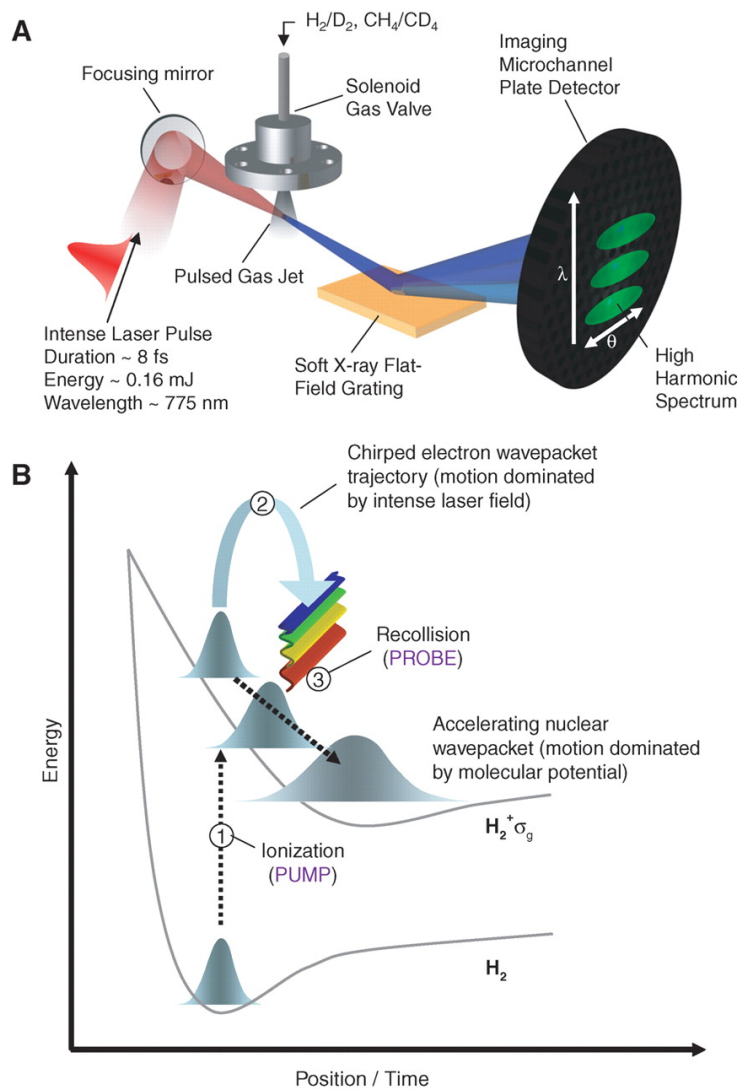 A
H2/D2, CH4/CD4
Focusing mirror
Solenoid
Gas Valve
Imaging
Microchannel
Plate Detector
Pulsed Gas Jet
λ
θ
Intense Laser Pulse
Duration ~ 8 fs
Energy ~ 0.16 mJ
Wavelength ~ 775 nm
Soft X-ray Flat-
Field Grating
High
Harmonic
Spectrum
B
Chirped electron wavepacket
trajectory (motion dominated
by intense laser field)
2
Recollision
(PROBE)
3
Accelerating nuclear
wavepacket (motion dominated
by molecular potential)
H2+σg
1
Ionization
(PUMP)
H2
Energy
Position / Time